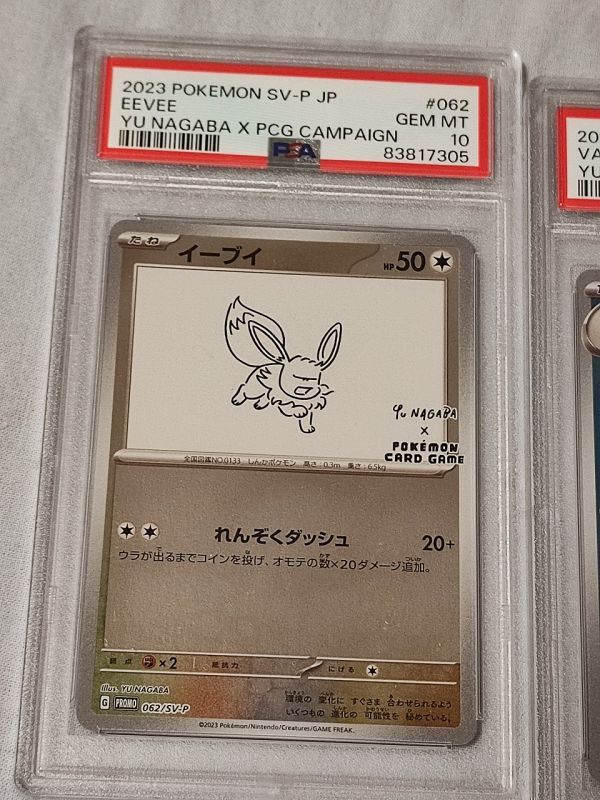 2023 POKEMON SV-P JP #062
EEVEE GEM MT
YU NAGABA X PCG CAMPAIGN 10
PSA 83817305
20
VA
YU
たね イーブイ HP 50
Yu NAGABA
×
POKÉMON
CARD GAME
全国図鑑NO.0133 しんかポケモン 高さ:0.3m 重さ:6.5kg
れんぞくダッシュ 20+
ウラが出るまでコインを投げ、オモテの数×20ダメージ追加。
弱点 ×2 抵抗力 にげる
Illus. YU NAGABA
G PROMO 062/SV-P
環境の 変化に すぐさま 合わせられるよう
いくつもの 進化の 可能性を 秘めている。
©2023 Pokémon/Nintendo/Creatures/GAME FREAK.